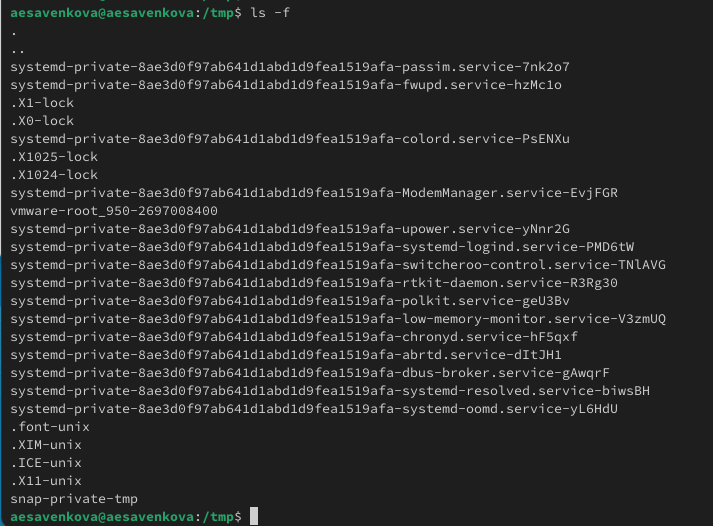 aesavenkova@aesavenkova:/tmp$ ls -f
.
..
systemd-private-8ae3d0f97ab641d1abd1d9fea1519afa-passim.service-7nk2o7
systemd-private-8ae3d0f97ab641d1abd1d9fea1519afa-fwupd.service-hzMc1o
.X1-lock
.X0-lock
systemd-private-8ae3d0f97ab641d1abd1d9fea1519afa-colord.service-PsENXu
.X1025-lock
.X1024-lock
systemd-private-8ae3d0f97ab641d1abd1d9fea1519afa-ModemManager.service-EvjFGR
vmware-root_950-2697008400
systemd-private-8ae3d0f97ab641d1abd1d9fea1519afa-upower.service-yNnr2G
systemd-private-8ae3d0f97ab641d1abd1d9fea1519afa-systemd-logind.service-PMD6tW
systemd-private-8ae3d0f97ab641d1abd1d9fea1519afa-switcheroo-control.service-TNlAVG
systemd-private-8ae3d0f97ab641d1abd1d9fea1519afa-rtkit-daemon.service-R3Rg30
systemd-private-8ae3d0f97ab641d1abd1d9fea1519afa-polkit.service-geU3Bv
systemd-private-8ae3d0f97ab641d1abd1d9fea1519afa-low-memory-monitor.service-V3zmUQ
systemd-private-8ae3d0f97ab641d1abd1d9fea1519afa-chronyd.service-hF5qxf
systemd-private-8ae3d0f97ab641d1abd1d9fea1519afa-abrtd.service-dItJH1
systemd-private-8ae3d0f97ab641d1abd1d9fea1519afa-dbus-broker.service-gAwqrF
systemd-private-8ae3d0f97ab641d1abd1d9fea1519afa-systemd-resolved.service-biwsBH
systemd-private-8ae3d0f97ab641d1abd1d9fea1519afa-systemd-oomd.service-yL6HdU
.font-unix
.XIM-unix
.ICE-unix
.X11-unix
snap-private-tmp
aesavenkova@aesavenkova:/tmp$